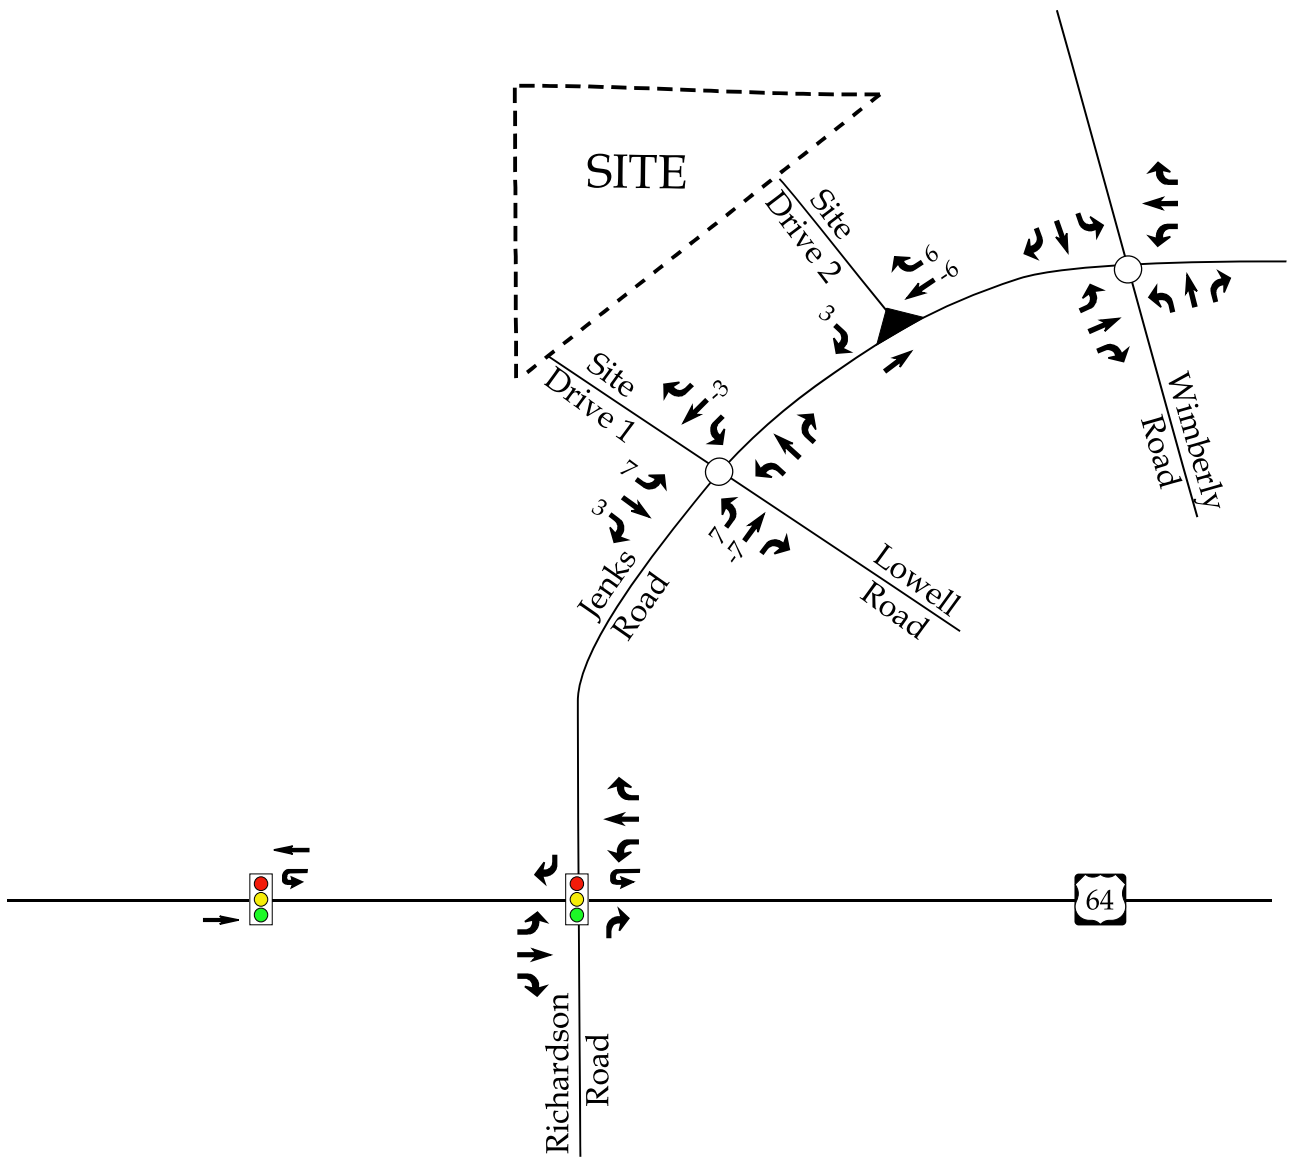 SITE
Site
Drive 2
6
-6
3
Site
Drive 1
-3
7
3
7
-7
Wimberly
Road
Jenks
Road
Lowell
Road
64
Richardson
Road